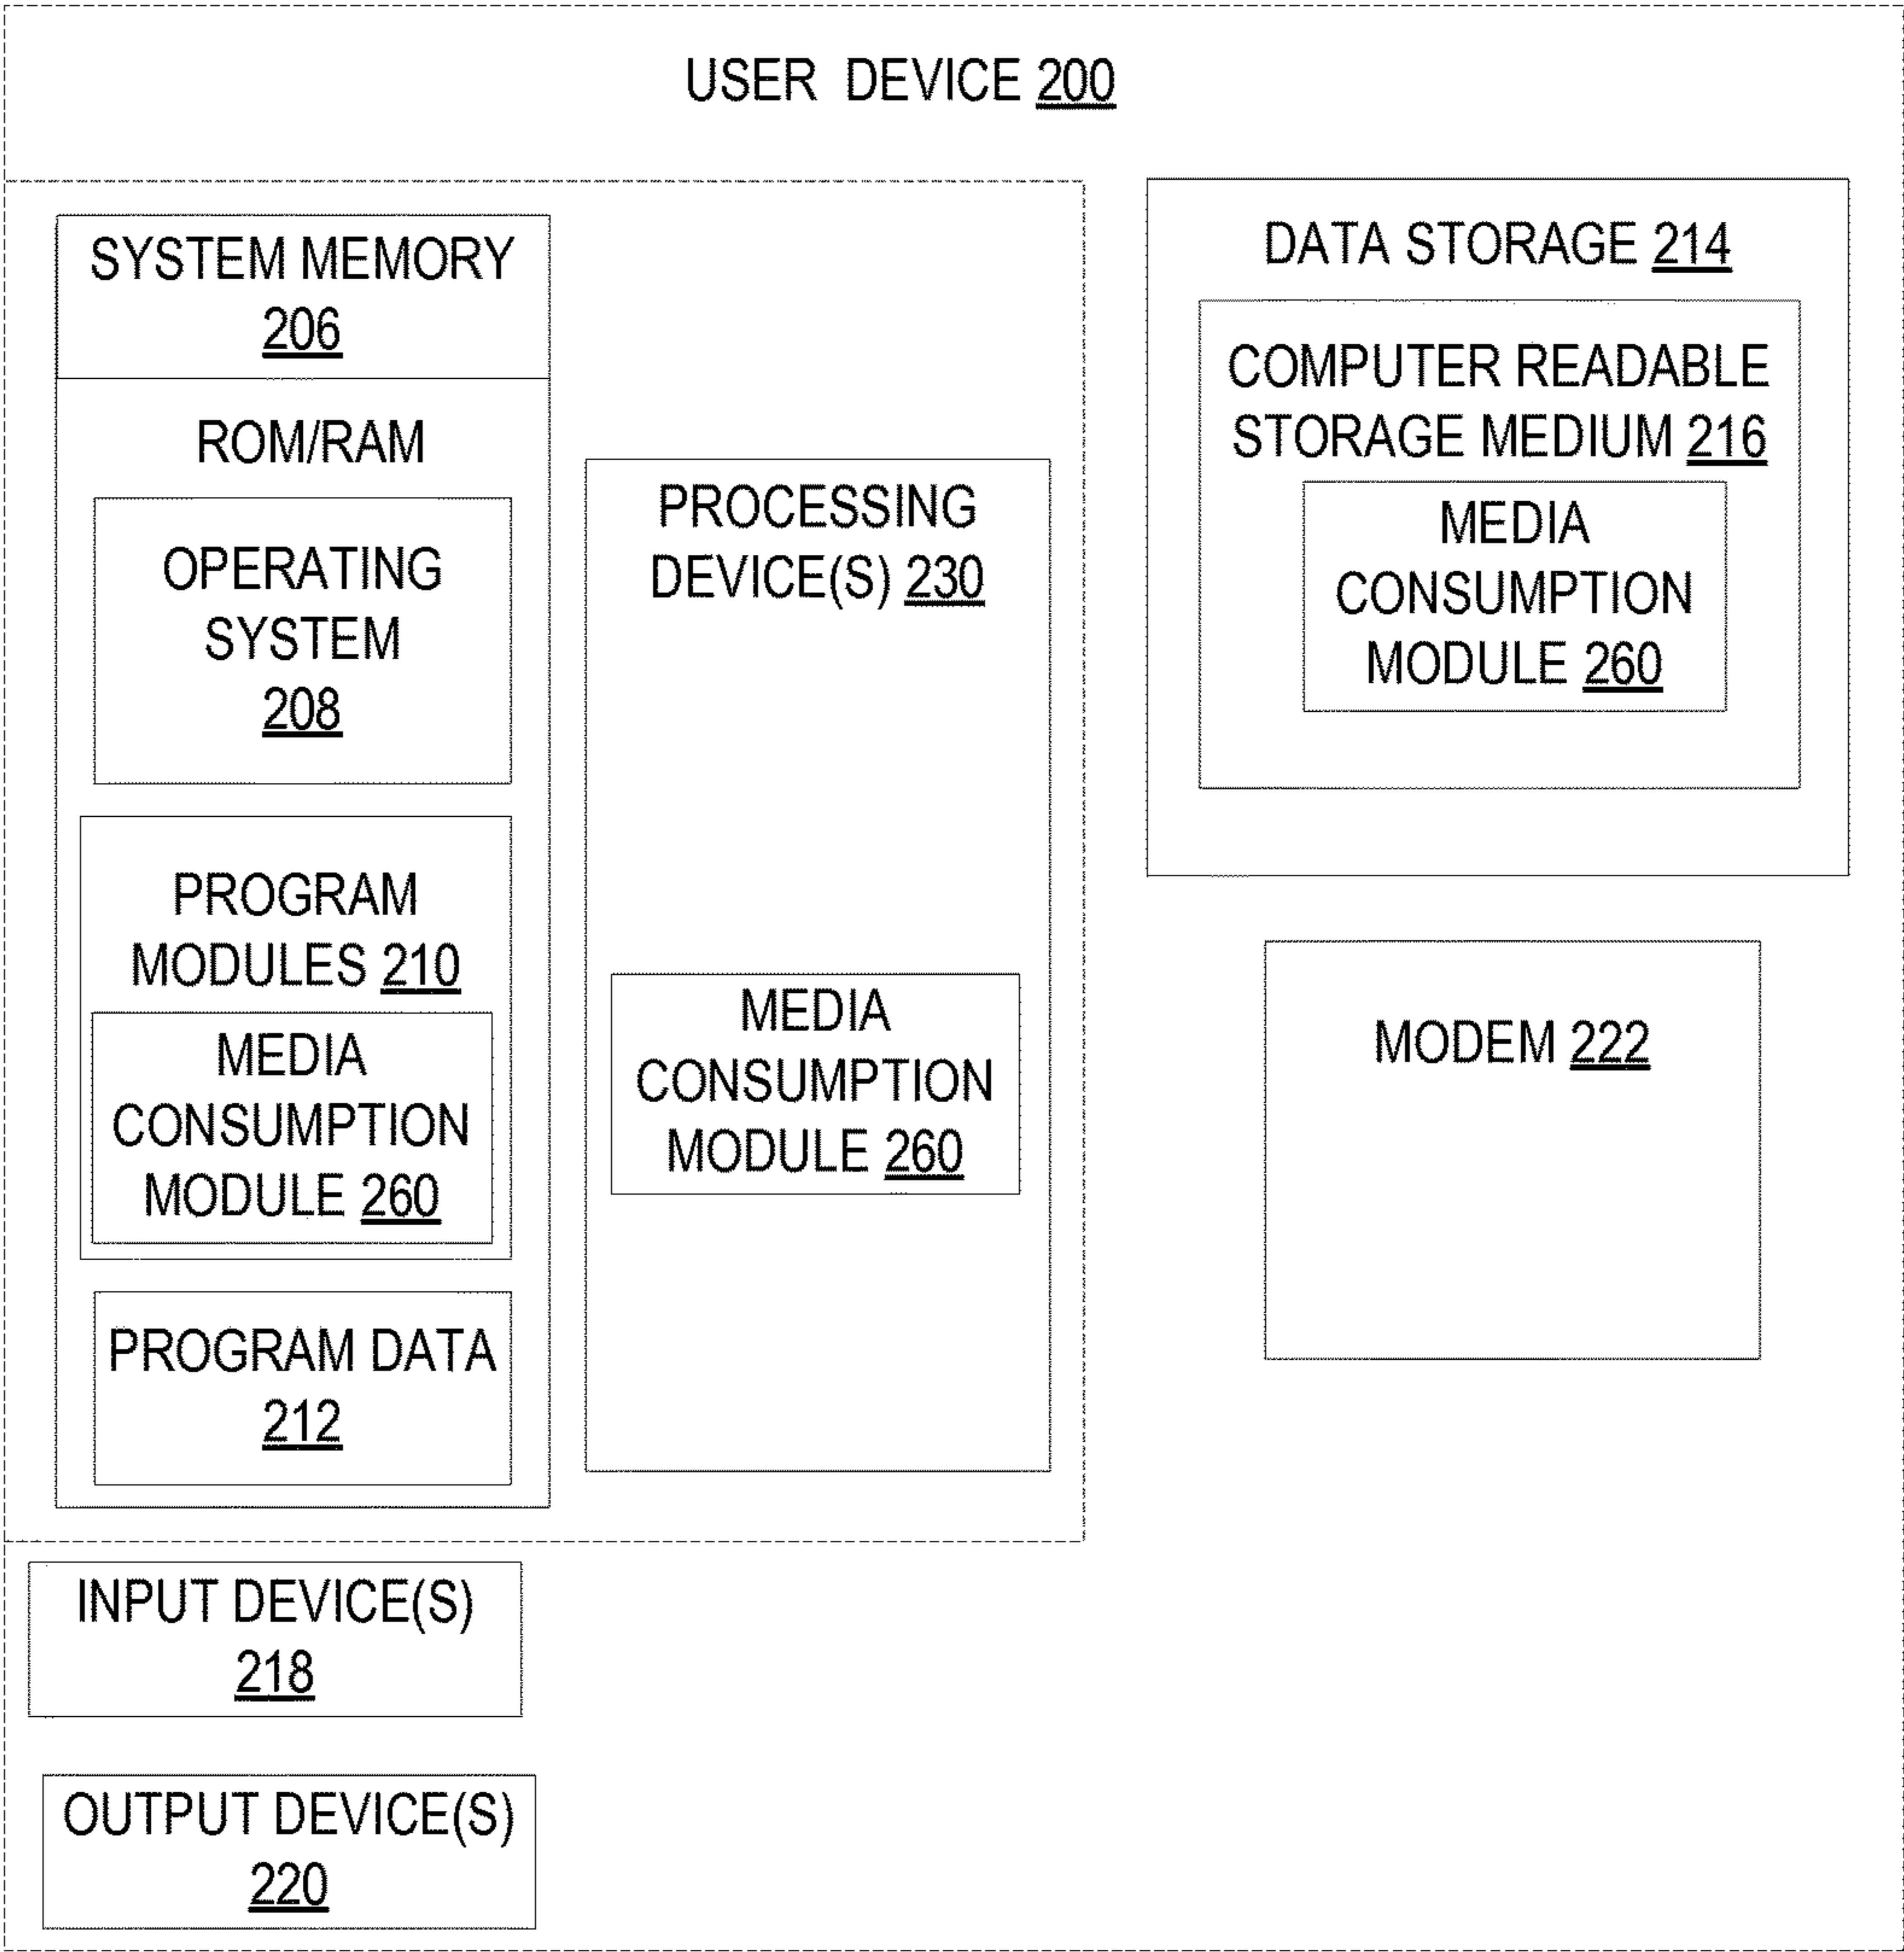 USER DEVICE 200
SYSTEM MEMORY
206
ROM/RAM
OPERATING
SYSTEM
208
PROGRAM
MODULES 210
MEDIA
CONSUMPTION
MODULE 260
PROGRAM DATA
212
PROCESSING
DEVICE(S) 230
MEDIA
CONSUMPTION
MODULE 260
DATA STORAGE 214
COMPUTER READABLE
STORAGE MEDIUM 216
MEDIA
CONSUMPTION
MODULE 260
MODEM 222
INPUT DEVICE(S)
218
OUTPUT DEVICE(S)
220